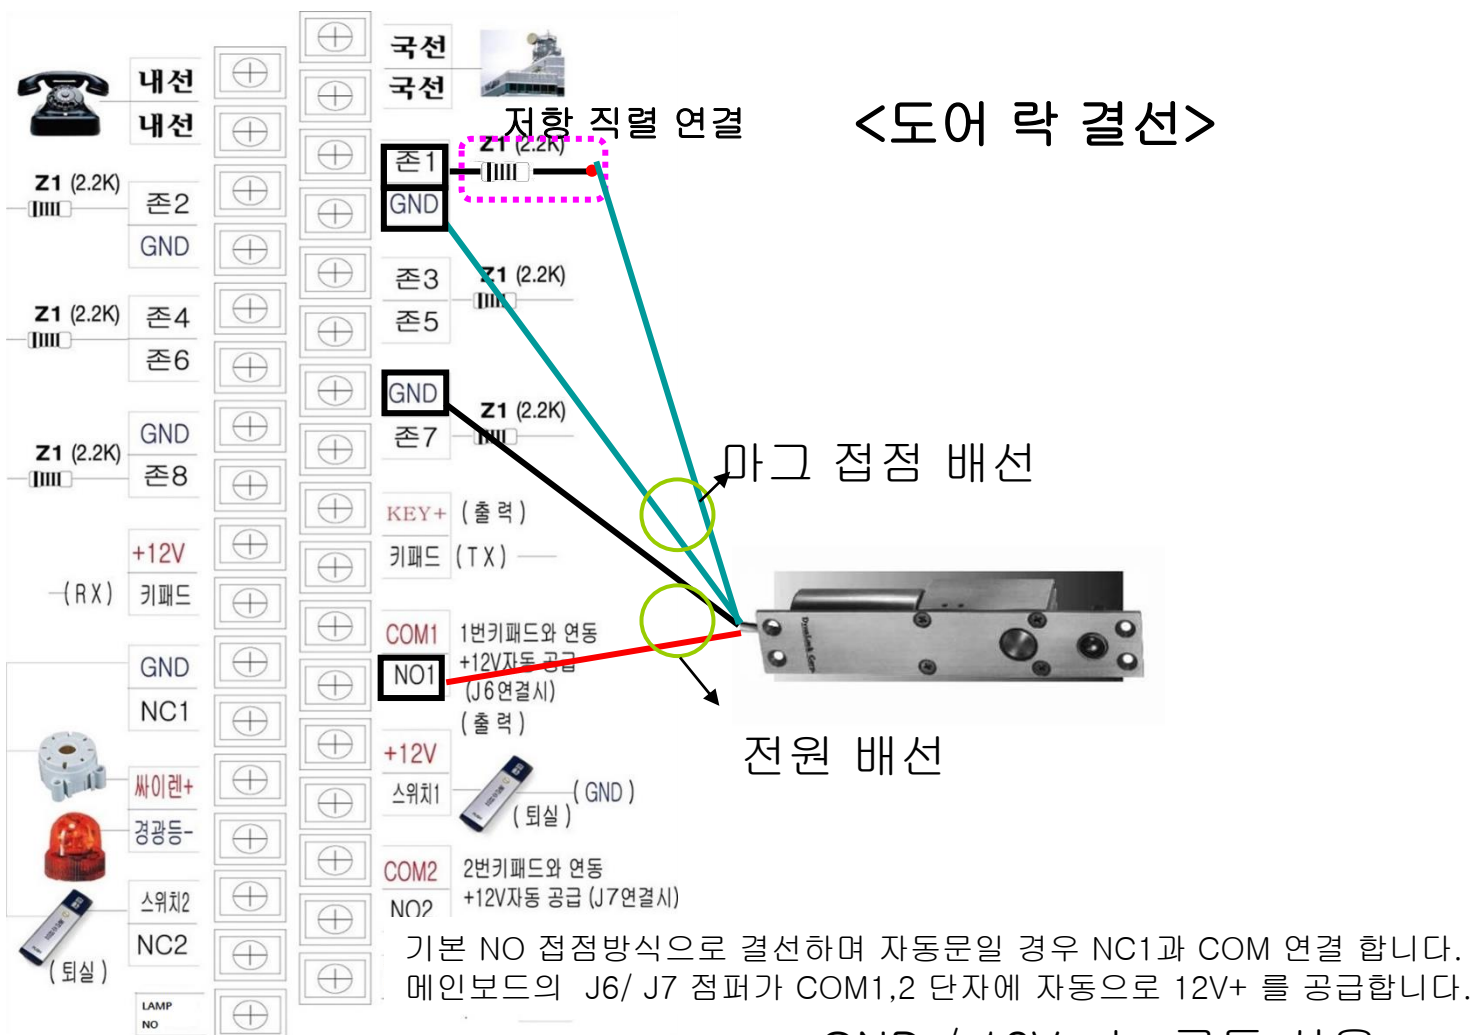 <도어 락 결선>
국선
국선
내선
내선
저항 직렬 연결
존1
Z1 (2.2K)
GND
Z1 (2.2K)
존2
GND
존3
Z1 (2.2K)
존5
Z1 (2.2K)
존4
존6
GND
Z1 (2.2K)
존7
GND
Z1 (2.2K)
존8
마그 접점 배선
KEY+ (출력)
키패드 (TX)
+12V
(RX) 키패드
COM1 1번키패드와 연동
+12V자동 공급
NO1
(J6연결시)
(출력)
GND
NC1
DynaLock Corp
전원 배선
+12V
스위치1
(GND)
(퇴실)
싸이렌+
경광등-
COM2 2번키패드와 연동
NO2 +12V자동 공급 (J7연결시)
스위치2
NC2
(퇴실)
LAMP
NO
기본 NO 접점방식으로 결선하며 자동문일 경우 NC1과 COM 연결 합니다.
메인보드의 J6/ J7 점퍼가 COM1,2 단자에 자동으로 12V+ 를 공급합니다.